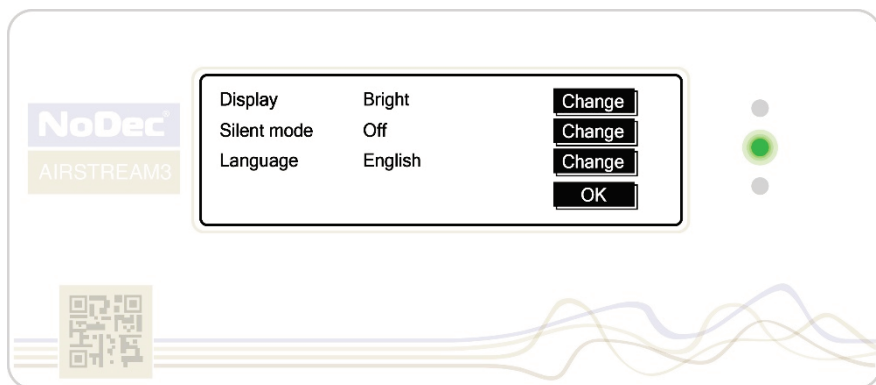 NoDec°
AIRSTREAM3
Display Bright Change
Silent mode Off Change
Language English Change
OK